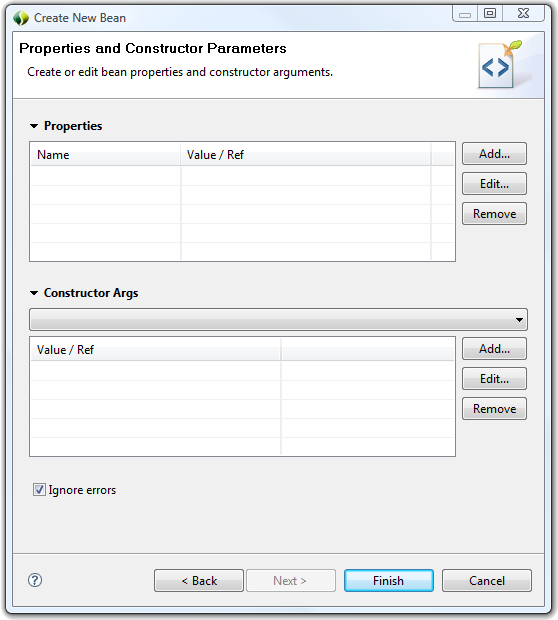 Create New Bean
Properties and Constructor Parameters
Create or edit bean properties and constructor arguments.
Properties
Name Value / Ref
Add...
Edit...
Remove
Constructor Args
Value / Ref
Add...
Edit...
Remove
Ignore errors
? < Back Next > Finish Cancel